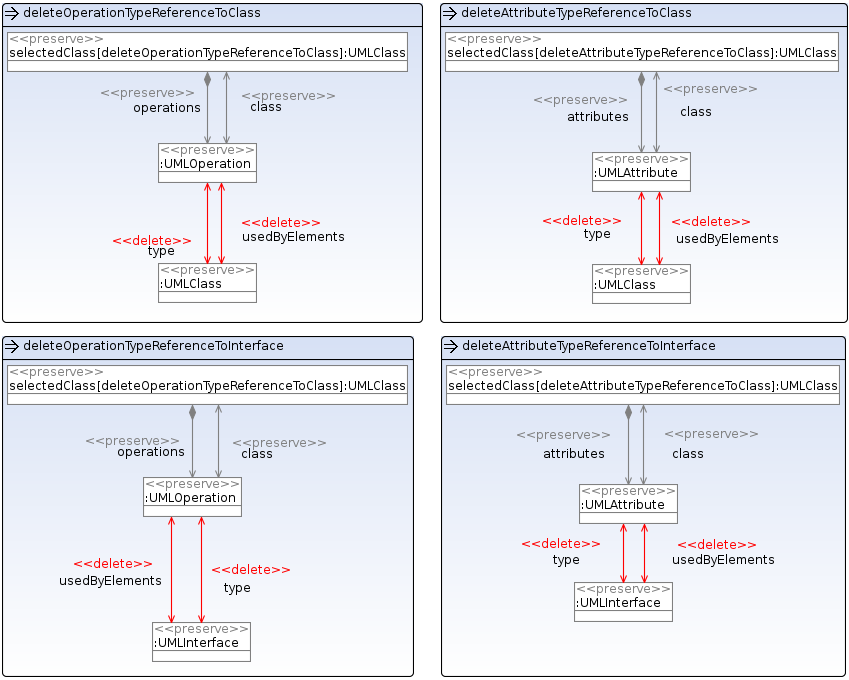 deleteOperationTypeReferenceToClass
<<preserve>>
selectedClass[deleteOperationTypeReferenceToClass]:UMLClass
<<preserve>>
operations
<<preserve>>
class
<<preserve>>
:UMLOperation
<<delete>>
type
<<delete>>
usedByElements
<<preserve>>
:UMLClass
deleteAttributeTypeReferenceToClass
<<preserve>>
selectedClass[deleteAttributeTypeReferenceToClass]:UMLClass
<<preserve>>
attributes
<<preserve>>
class
<<preserve>>
:UMLAttribute
<<delete>>
type
<<delete>>
usedByElements
<<preserve>>
:UMLClass
deleteOperationTypeReferenceToInterface
<<preserve>>
selectedClass[deleteOperationTypeReferenceToClass]:UMLClass
<<preserve>>
operations
<<preserve>>
class
<<preserve>>
:UMLOperation
<<delete>>
usedByElements
<<delete>>
type
<<preserve>>
:UMLInterface
deleteAttributeTypeReferenceToInterface
<<preserve>>
selectedClass[deleteAttributeTypeReferenceToClass]:UMLClass
<<preserve>>
attributes
<<preserve>>
class
<<preserve>>
:UMLAttribute
<<delete>>
type
<<delete>>
usedByElements
<<preserve>>
:UMLInterface